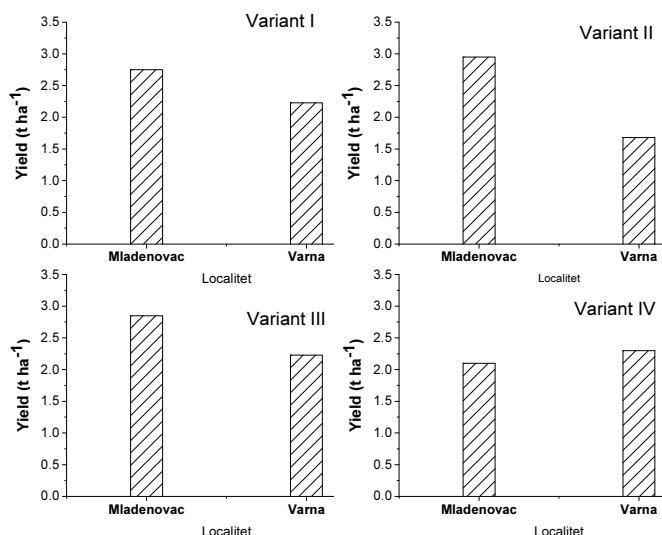 Variant I
Yield (t ha-1)
3.5
3.0
2.5
2.0
1.5
1.0
0.5
0.0
Mladenovac Varna
Localitet
Variant II
Yield (t ha-1)
3.5
3.0
2.5
2.0
1.5
1.0
0.5
0.0
Mladenovac Varna
Localitet
Variant III
Yield (t ha-1)
3.5
3.0
2.5
2.0
1.5
1.0
0.5
0.0
Mladenovac Varna
Localitet
Variant IV
Yield (t ha-1)
3.5
3.0
2.5
2.0
1.5
1.0
0.5
0.0
Mladenovac Varna
Localitet